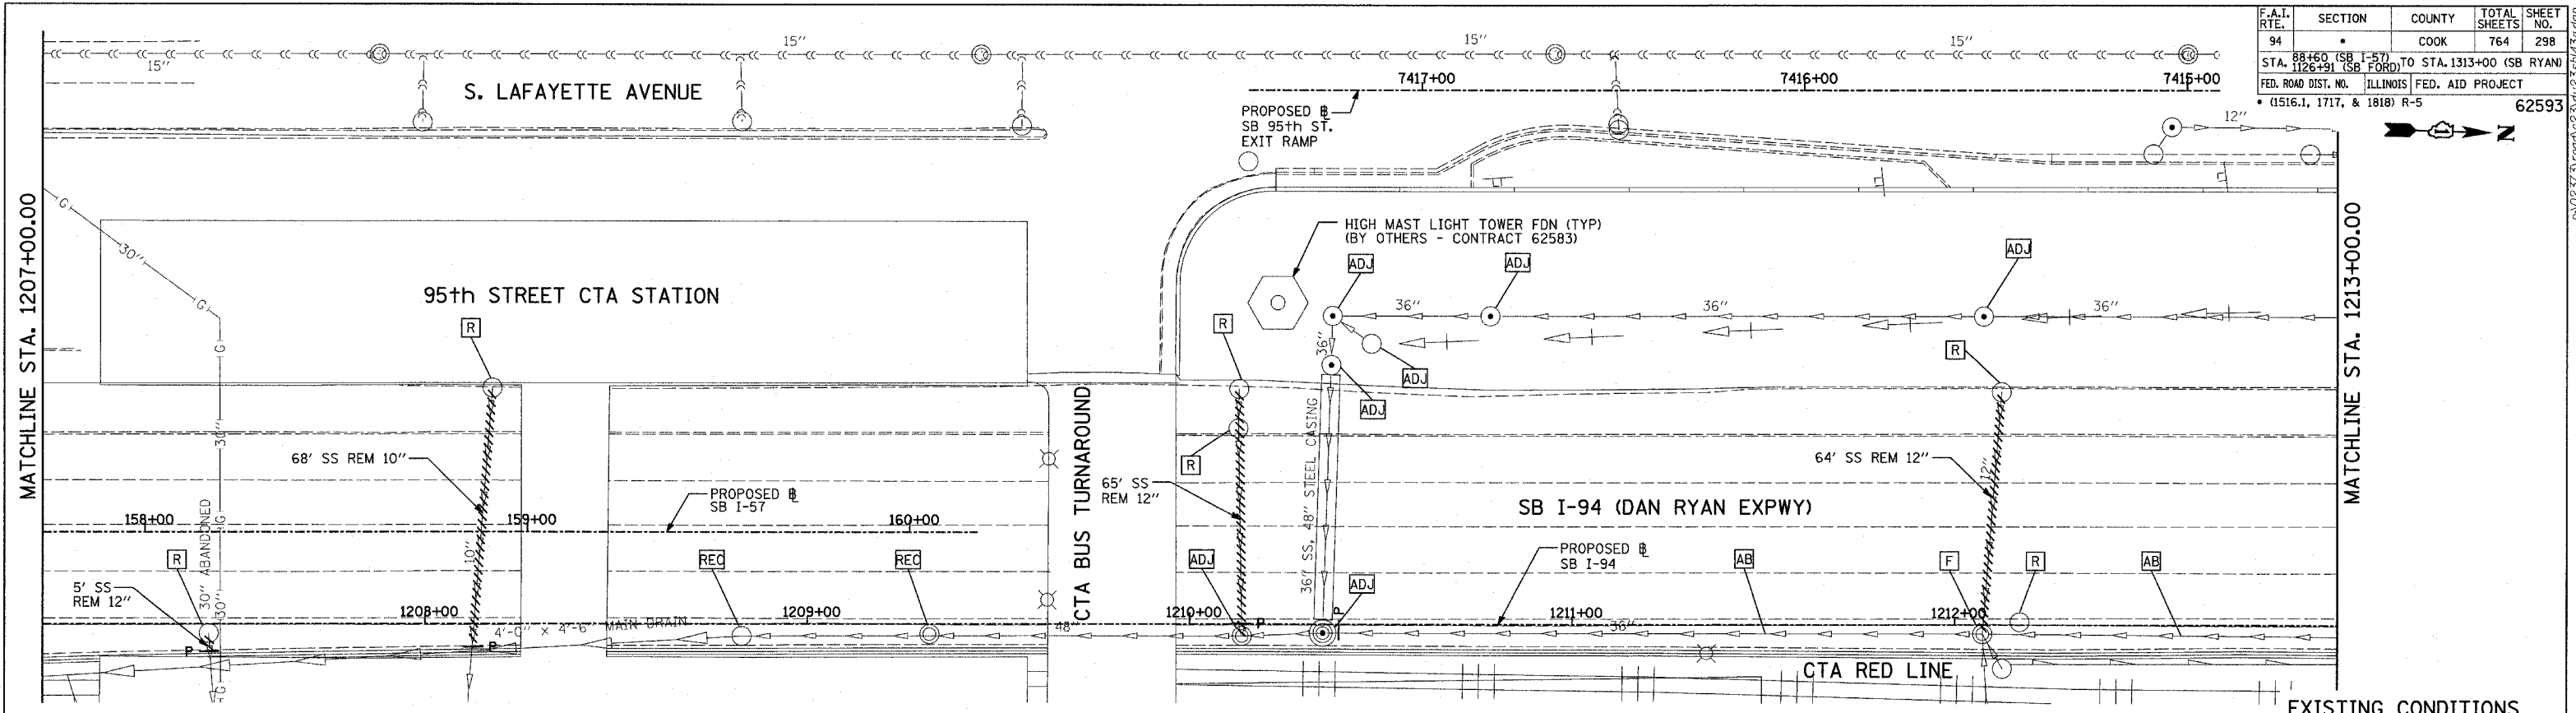 F.A.I. RTE. SECTION COUNTY TOTAL SHEETS SHEET NO.
94 • COOK 764 298
STA. 88+60 (SB I-57) 1126+91 (SB FORD) TO STA. 1313+00 (SB RYAN)
FED. ROAD DIST. NO. ILLINOIS FED. AID PROJECT
• (1516.1, 1717, & 1818) R-5 62593
N
15" 15" 15" 15"
S. LAFAYETTE AVENUE
7417+00 7416+00 7415+00
PROPOSED ℄
SB 95th ST.
EXIT RAMP
12"
MATCHLINE STA. 1207+00.00
MATCHLINE STA. 1213+00.00
HIGH MAST LIGHT TOWER FDN (TYP)
(BY OTHERS - CONTRACT 62583)
30"
95th STREET CTA STATION
ADJ ADJ ADJ
36" 36" 36"
R R R
36"
ADJ
ADJ
30"
68' SS REM 10"
R
65' SS
REM 12"
36" SS, 48" STEEL CASING
64' SS REM 12"
12"
CTA BUS TURNAROUND
PROPOSED ℄
SB I-57
158+00 159+00 160+00
SB I-94 (DAN RYAN EXPWY)
30" ABANDONED
30"
10"
PROPOSED ℄
SB I-94
R REC REC ADJ ADJ AB F R AB
5' SS
REM 12"
1208+00 1209+00 1210+00 1211+00 1212+00
4'-0" x 4'-6" MAIN DRAIN
48" 36"
P P P P
CTA RED LINE
EXISTING CONDITIONS